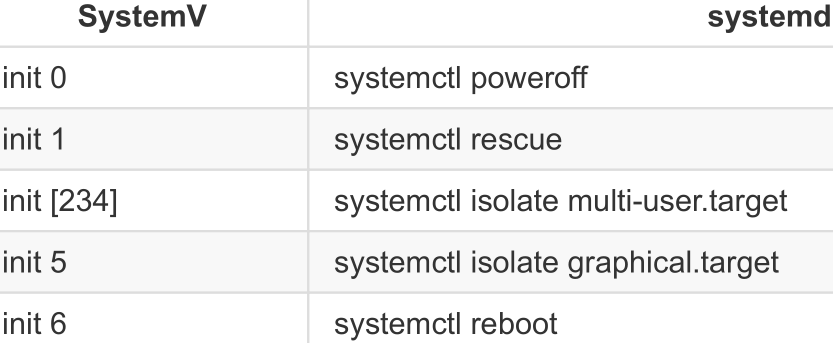 SystemV systemd
init 0 systemctl poweroff
init 1 systemctl rescue
init [234] systemctl isolate multi-user.target
init 5 systemctl isolate graphical.target
init 6 systemctl reboot